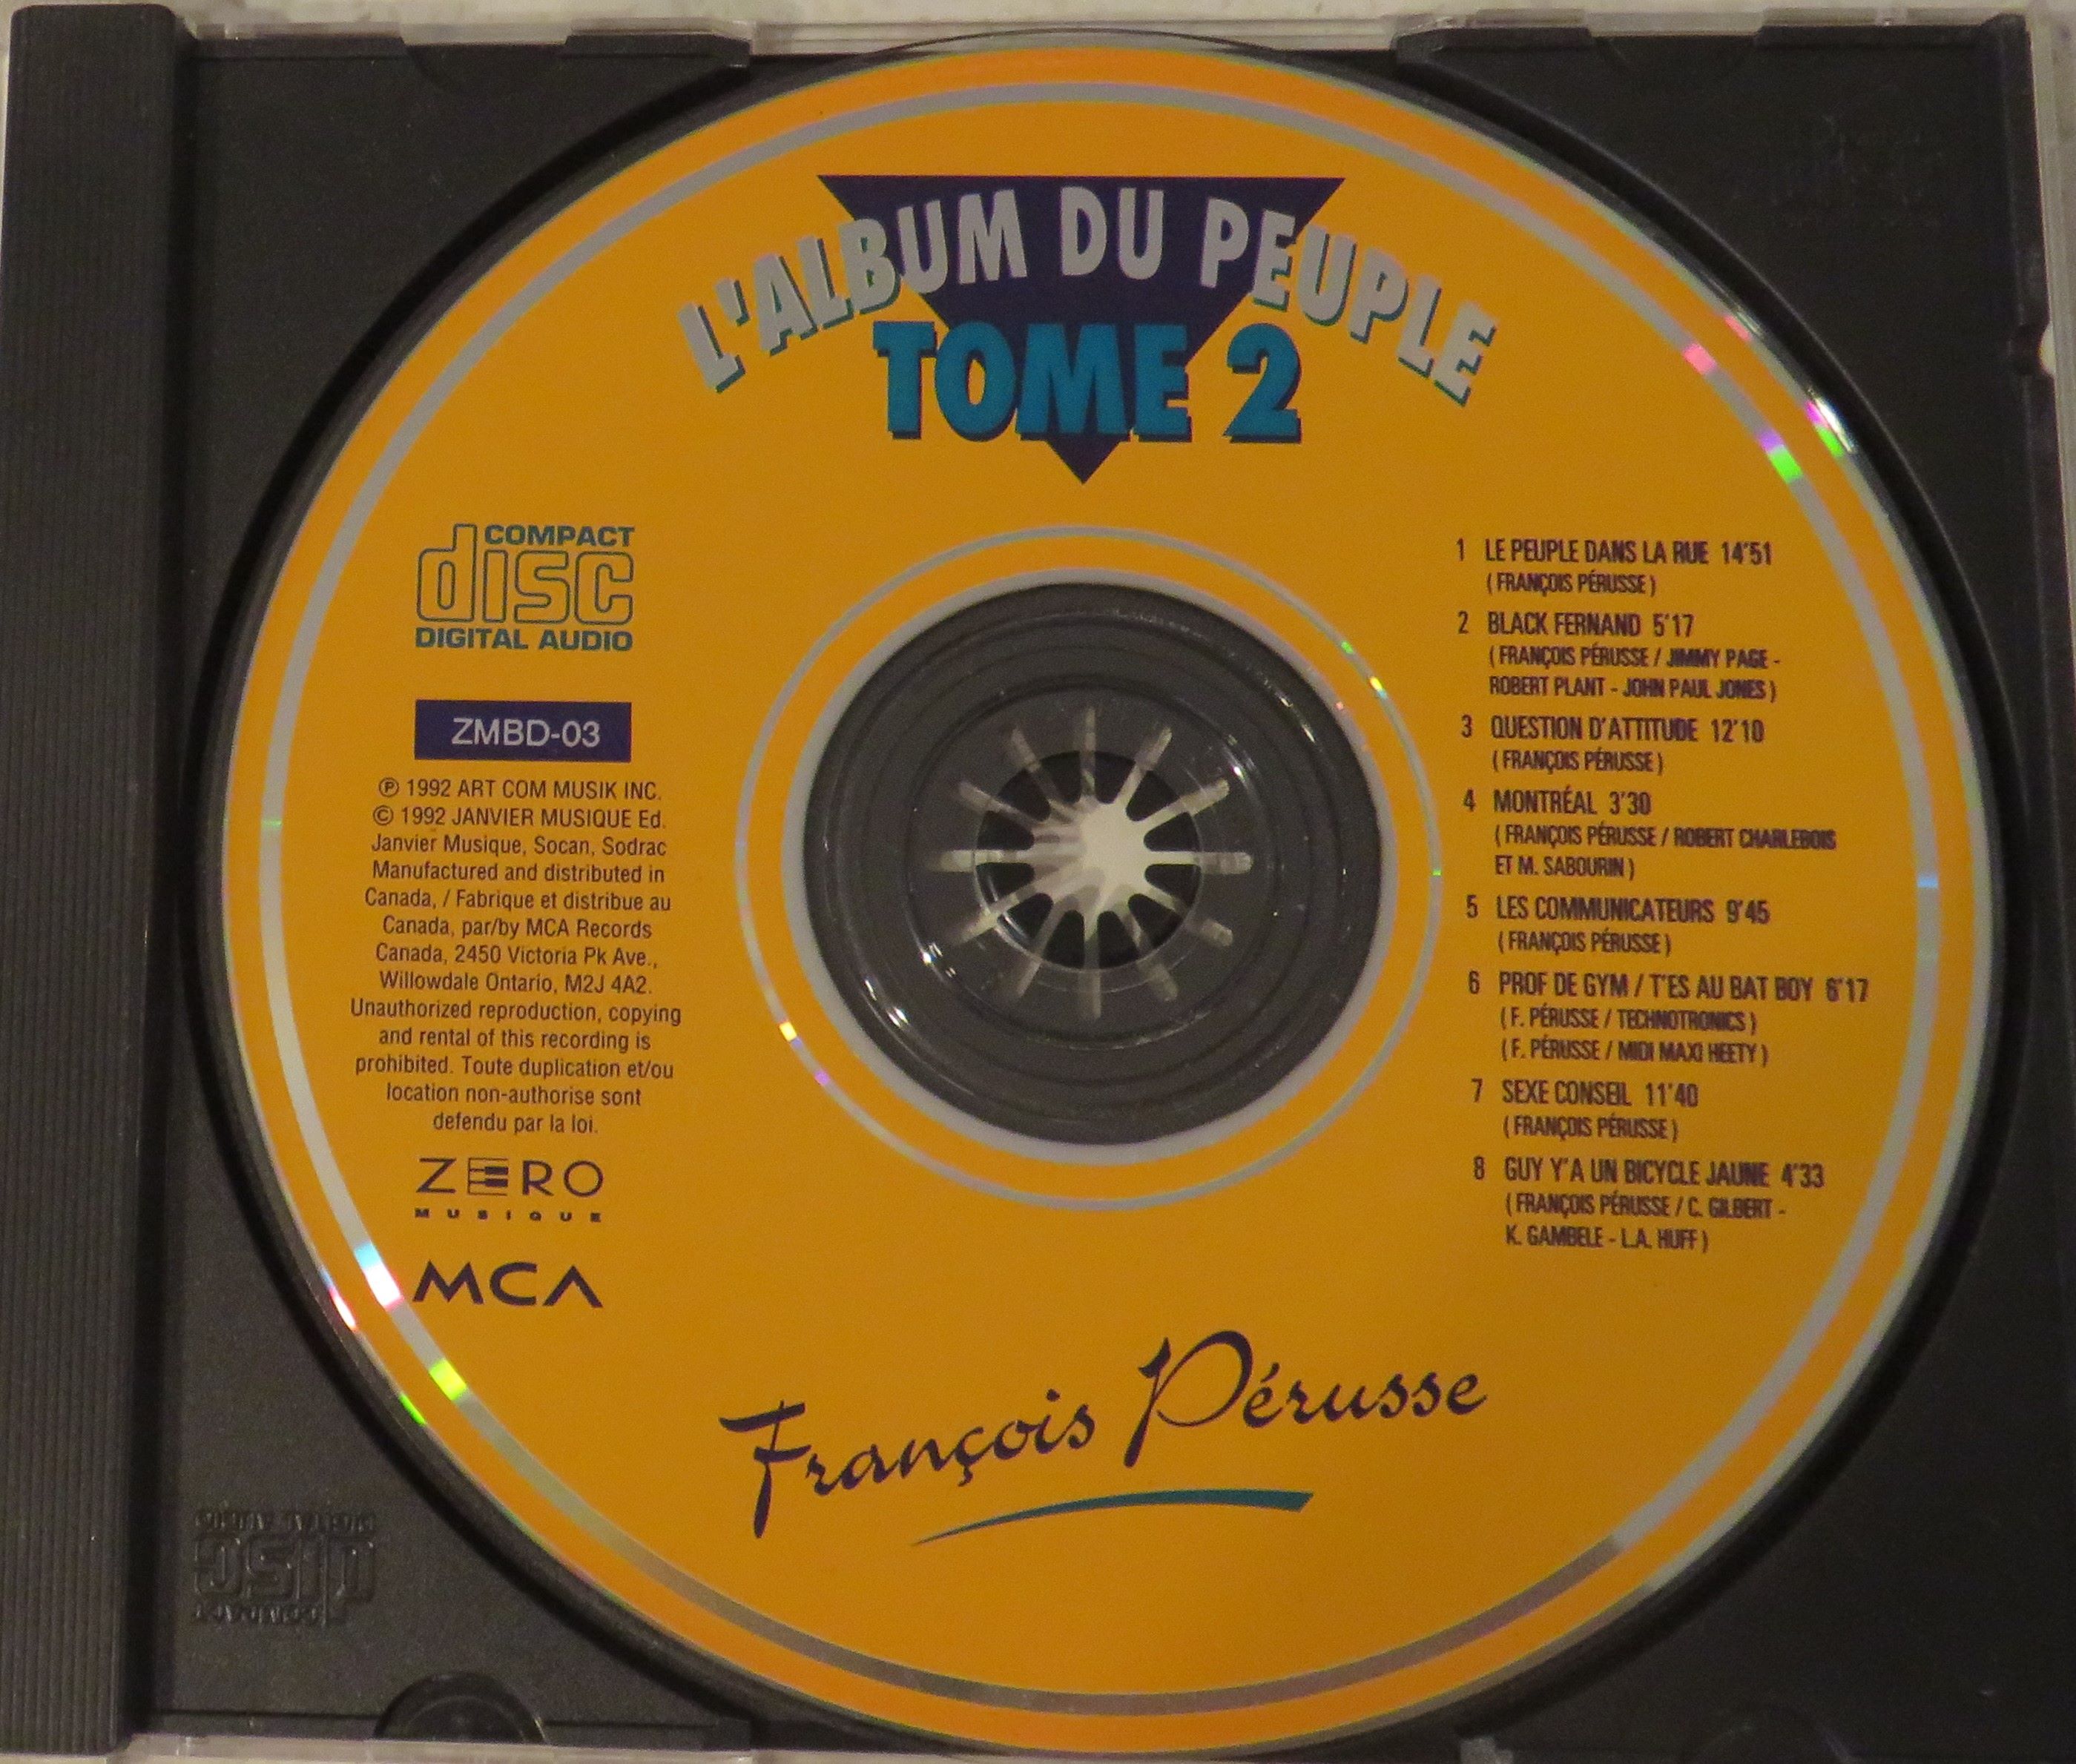 L'ALBUM DU PEUPLE
TOME 2
COMPACT
disc
DIGITAL AUDIO
ZMBD-03
℗ 1992 ART COM MUSIK INC.
© 1992 JANVIER MUSIQUE Ed.
Janvier Musique, Socan, Sodrac
Manufactured and distributed in
Canada, / Fabrique et distribue au
Canada, par/by MCA Records
Canada, 2450 Victoria Pk Ave.,
Willowdale Ontario, M2J 4A2.
Unauthorized reproduction, copying
and rental of this recording is
prohibited. Toute duplication et/ou
location non-authorise sont
defendu par la loi.
ZERO
MUSIQUE
MCA
1 LE PEUPLE DANS LA RUE 14'51
( FRANÇOIS PÉRUSSE )
2 BLACK FERNAND 5'17
( FRANÇOIS PÉRUSSE / JIMMY PAGE -
ROBERT PLANT - JOHN PAUL JONES )
3 QUESTION D'ATTITUDE 12'10
( FRANÇOIS PÉRUSSE )
4 MONTRÉAL 3'30
( FRANÇOIS PÉRUSSE / ROBERT CHARLEBOIS
ET M. SABOURIN )
5 LES COMMUNICATEURS 9'45
( FRANÇOIS PÉRUSSE )
6 PROF DE GYM / T'ES AU BAT BOY 6'17
( F. PÉRUSSE / TECHNOTRONICS )
( F. PÉRUSSE / MIDI MAXI HEETY )
7 SEXE CONSEIL 11'40
( FRANÇOIS PÉRUSSE )
8 GUY Y'A UN BICYCLE JAUNE 4'33
( FRANÇOIS PÉRUSSE / C. GILBERT -
K. GAMBELE - L.A. HUFF )
François Pérusse
COMPACT
disc
DIGITAL AUDIO